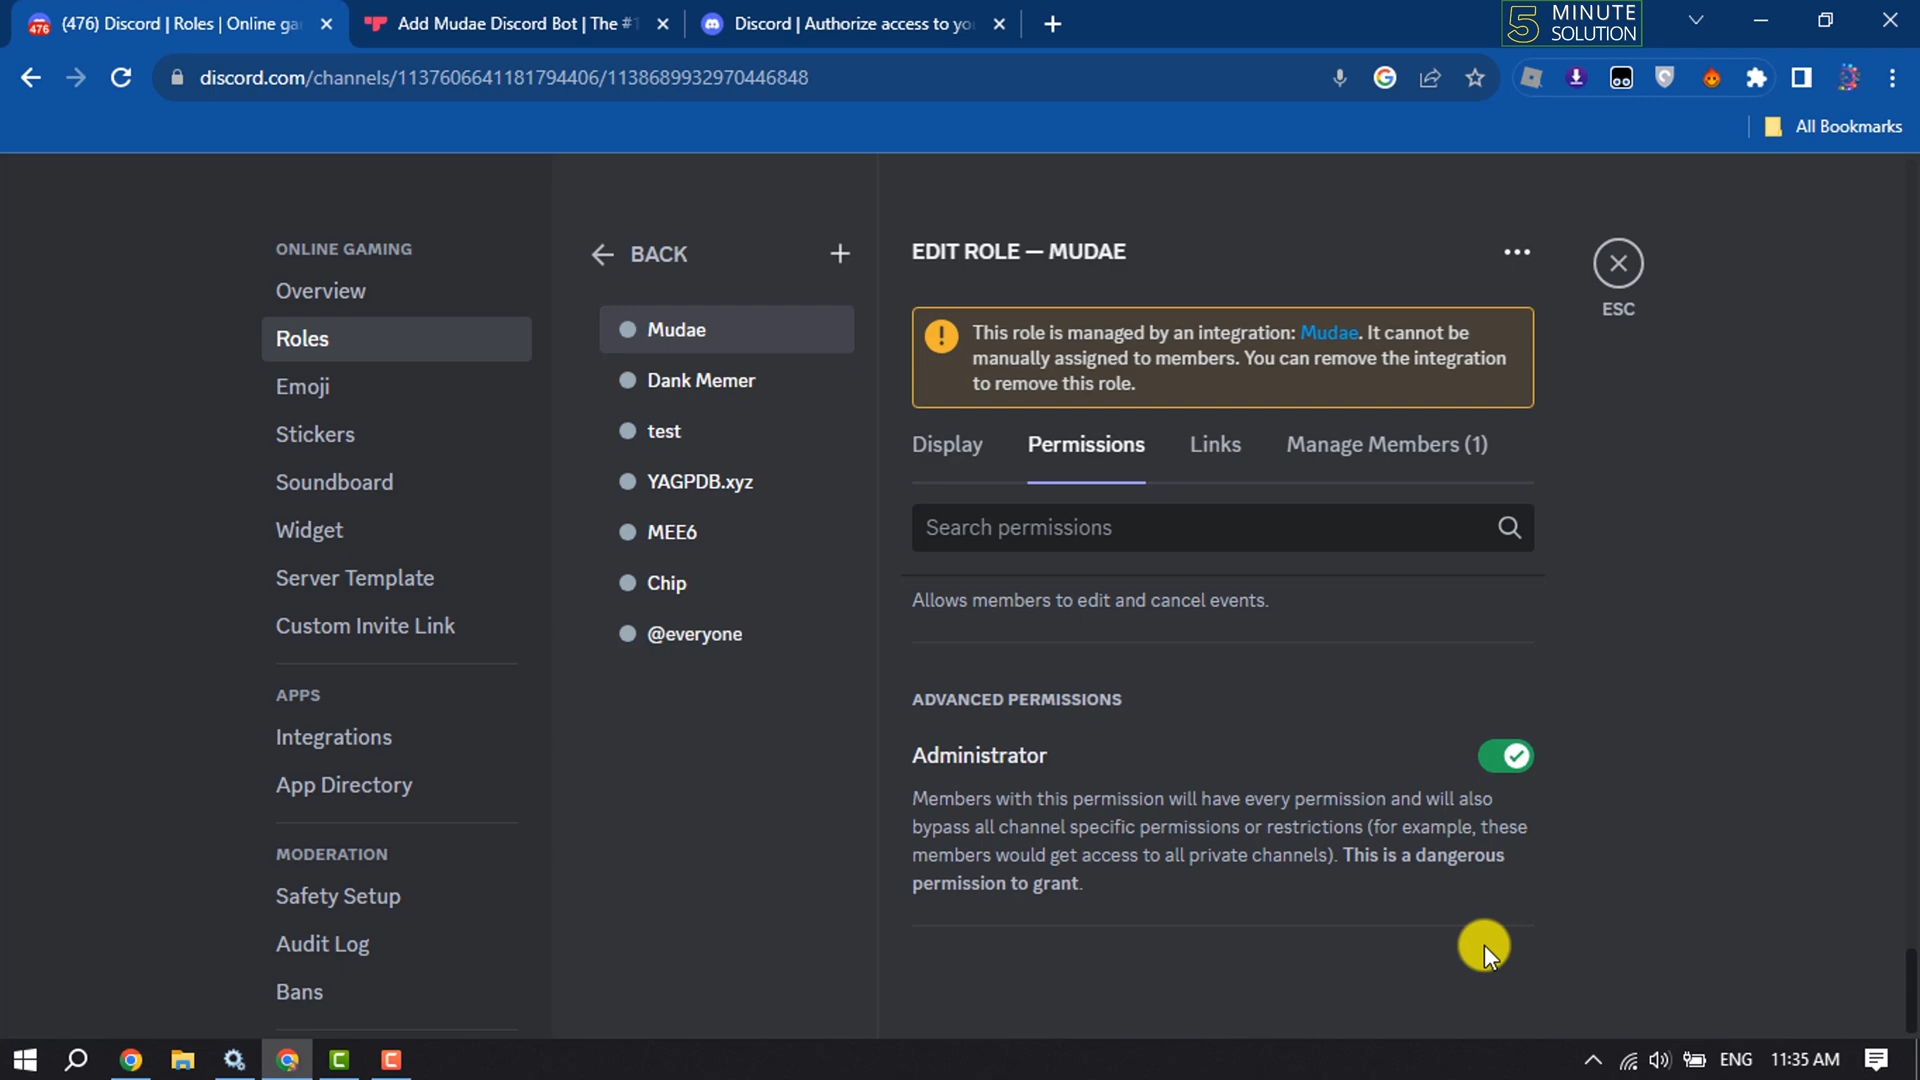 (476) Discord | Roles | Online ga
Add Mudae Discord Bot | The #1
Discord | Authorize access to yo
5 MINUTE SOLUTION
discord.com/channels/1137606641181794406/1138689932970446848
All Bookmarks
ONLINE GAMING
Overview
Roles
Emoji
Stickers
Soundboard
Widget
Server Template
Custom Invite Link
APPS
Integrations
App Directory
MODERATION
Safety Setup
Audit Log
Bans
BACK
Mudae
Dank Memer
test
YAGPDB.xyz
MEE6
Chip
@everyone
EDIT ROLE — MUDAE
ESC
This role is managed by an integration: Mudae. It cannot be
manually assigned to members. You can remove the integration
to remove this role.
Display Permissions Links Manage Members (1)
Search permissions
Allows members to edit and cancel events.
ADVANCED PERMISSIONS
Administrator
Members with this permission will have every permission and will also
bypass all channel specific permissions or restrictions (for example, these
members would get access to all private channels). This is a dangerous
permission to grant.
ENG 11:35 AM